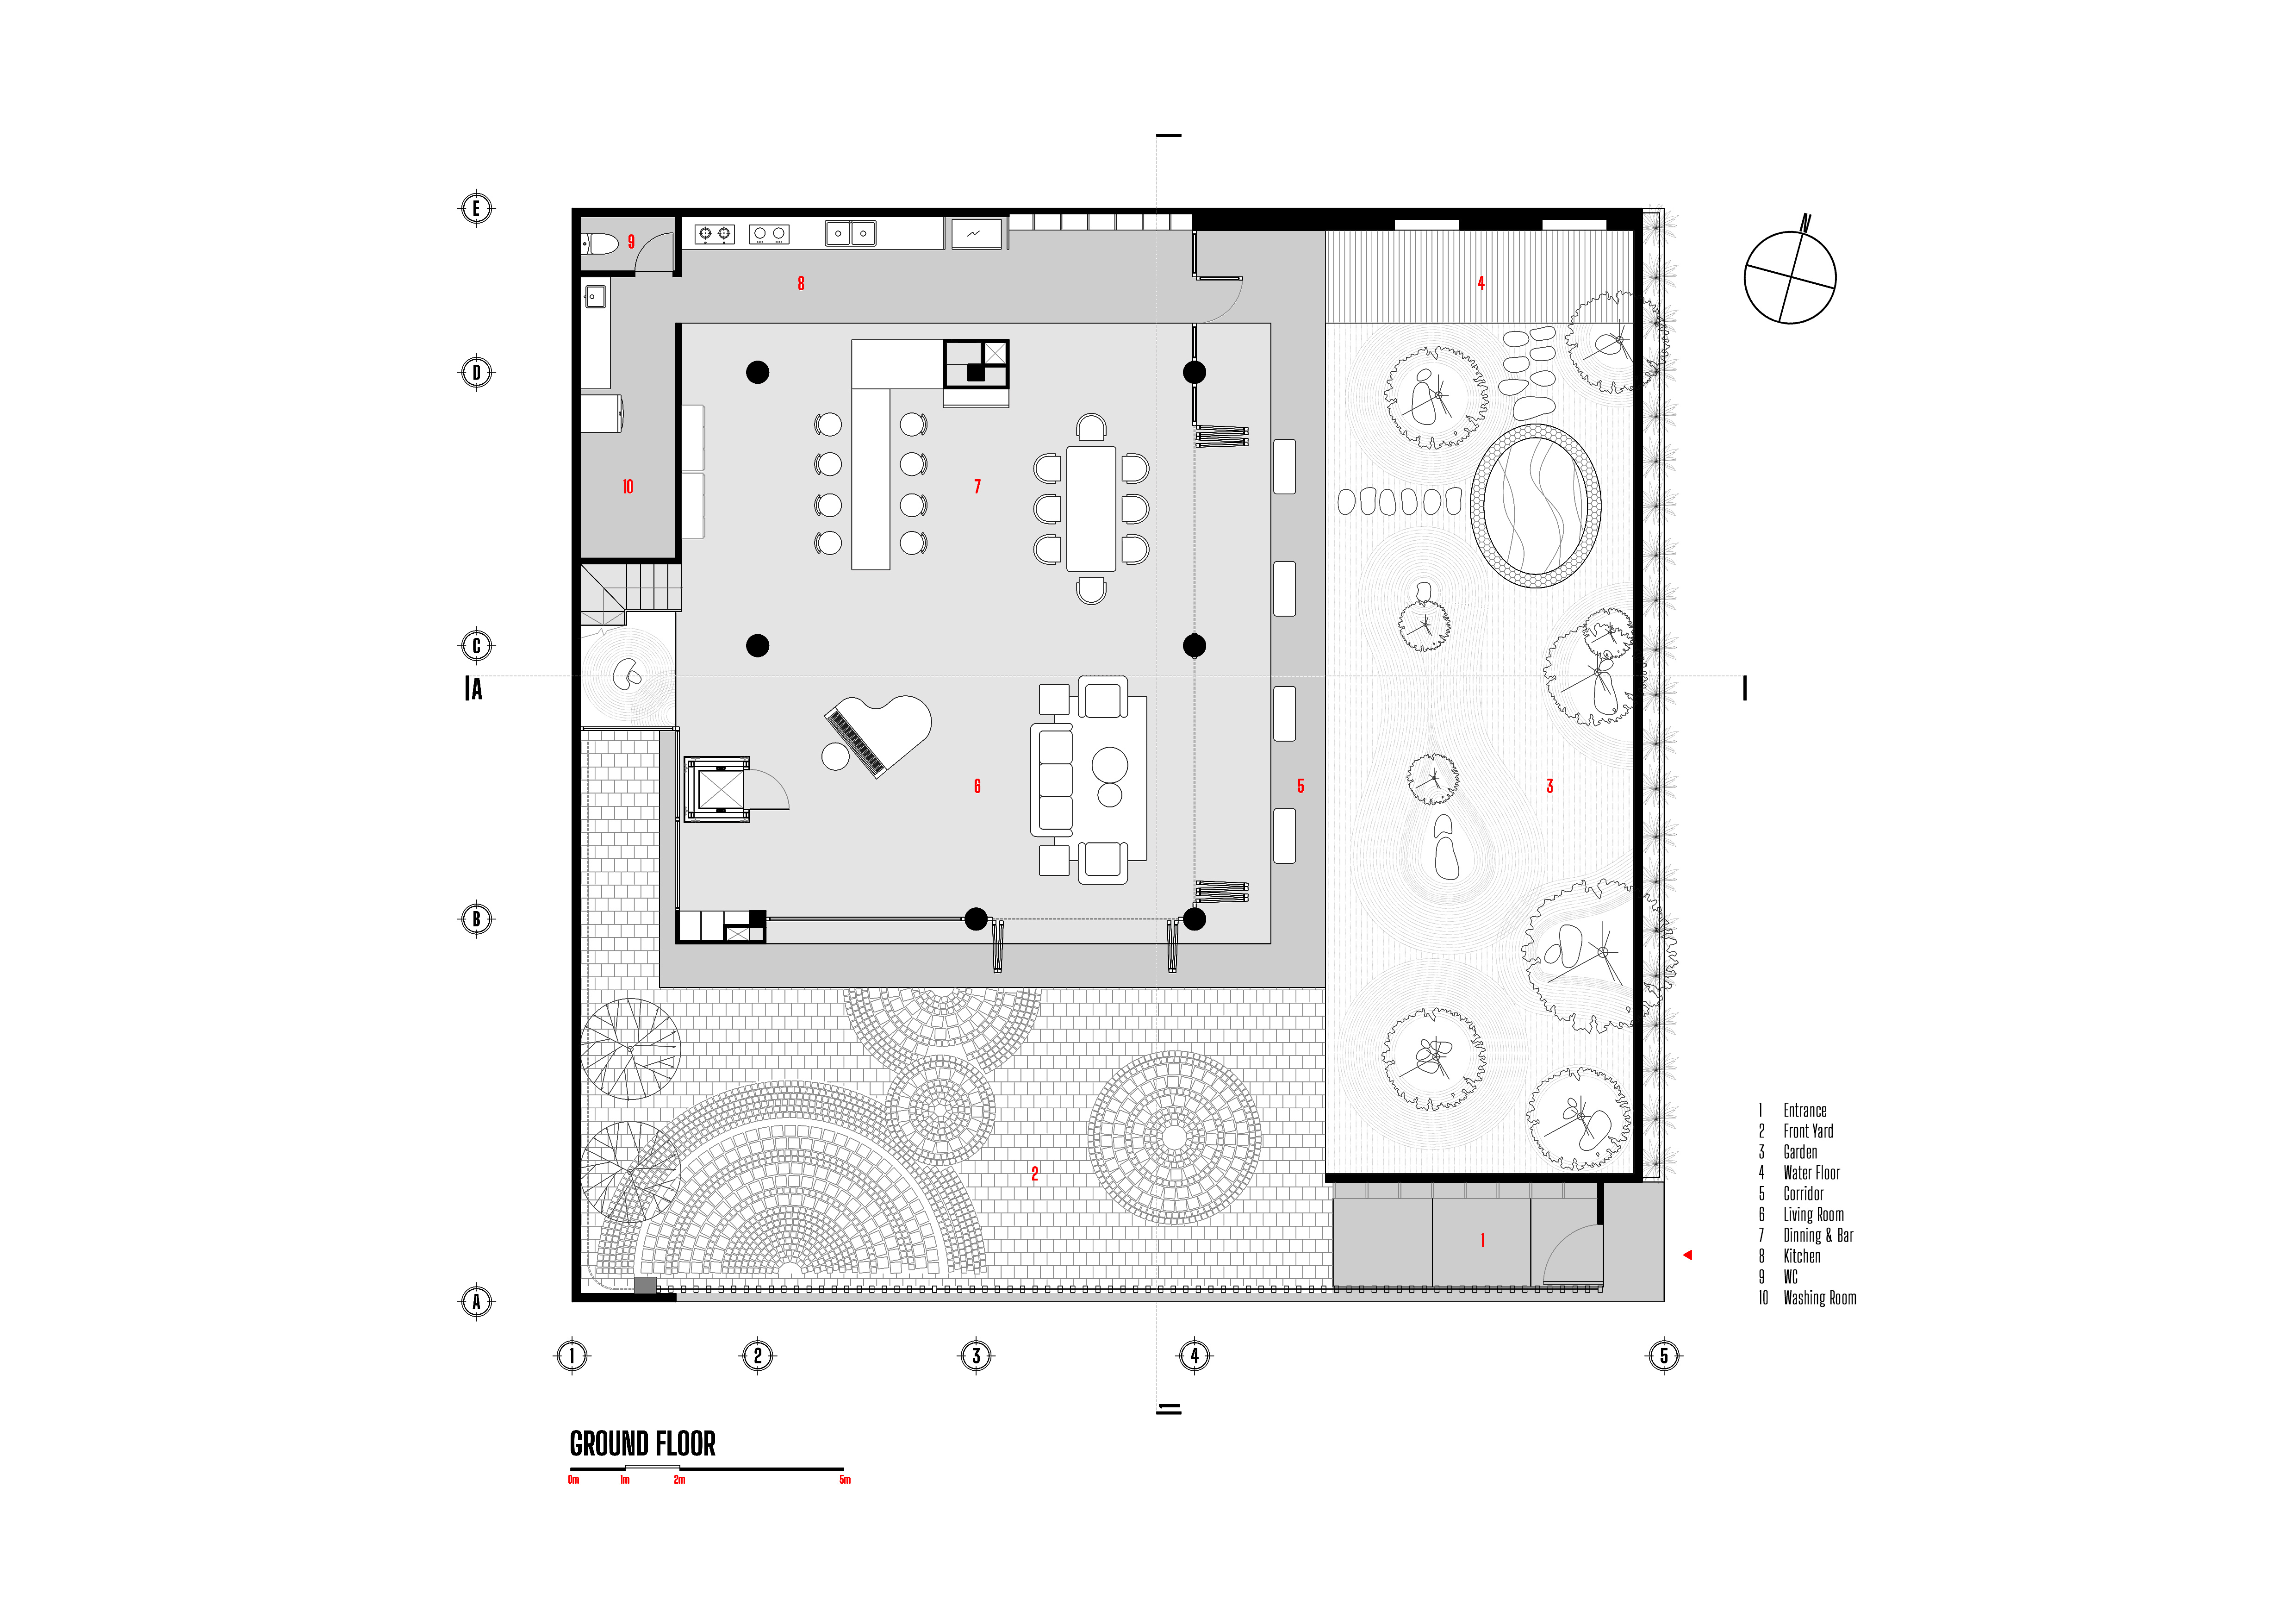 E
9
8
4
D
7
10
C
A
6
5
3
B
2
1
A
1 Entrance
2 Front Yard
3 Garden
4 Water Floor
5 Corridor
6 Living Room
7 Dinning & Bar
8 Kitchen
9 WC
10 Washing Room
1 2 3 4 5
GROUND FLOOR
0m 1m 2m 5m